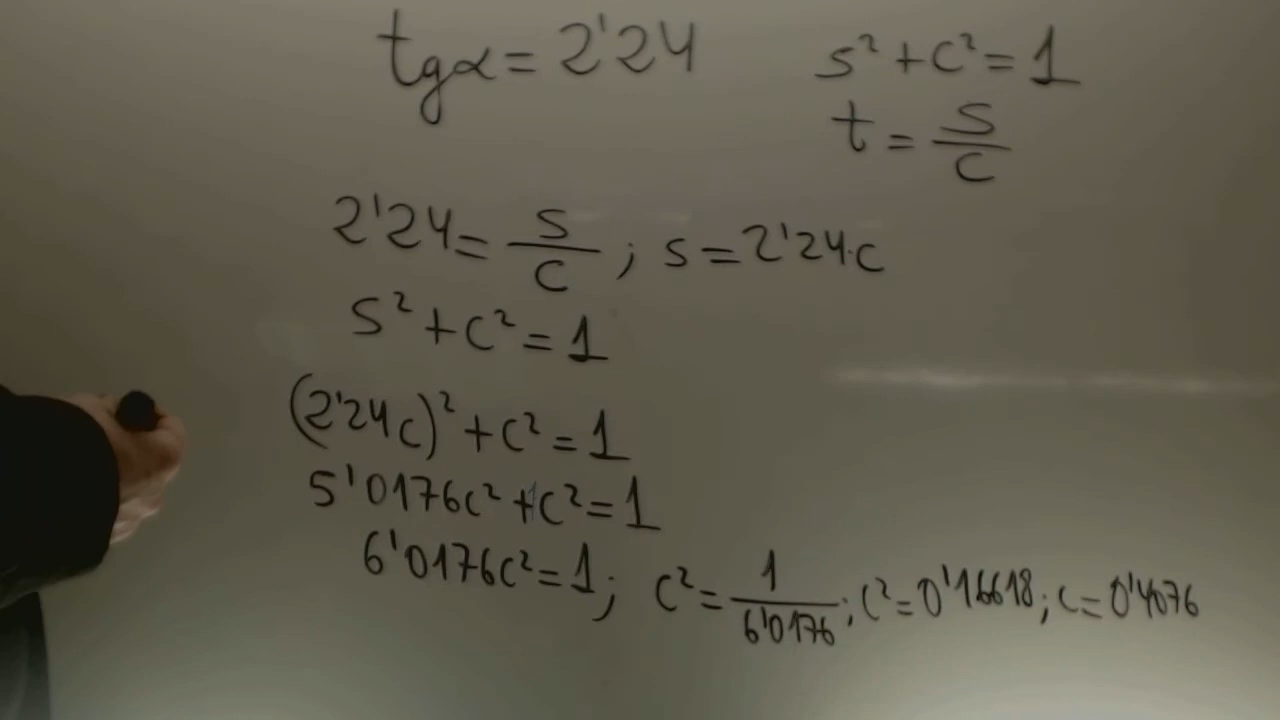 tgα = 2'24
s² + c² = 1
t = s/c
2'24 = s/c ; s = 2'24·c
s² + c² = 1
(2'24c)² + c² = 1
5'0176c² + c² = 1
6'0176c² = 1; c² = 1/6'0176 ; c² = 0'16618 ; c = 0'4076